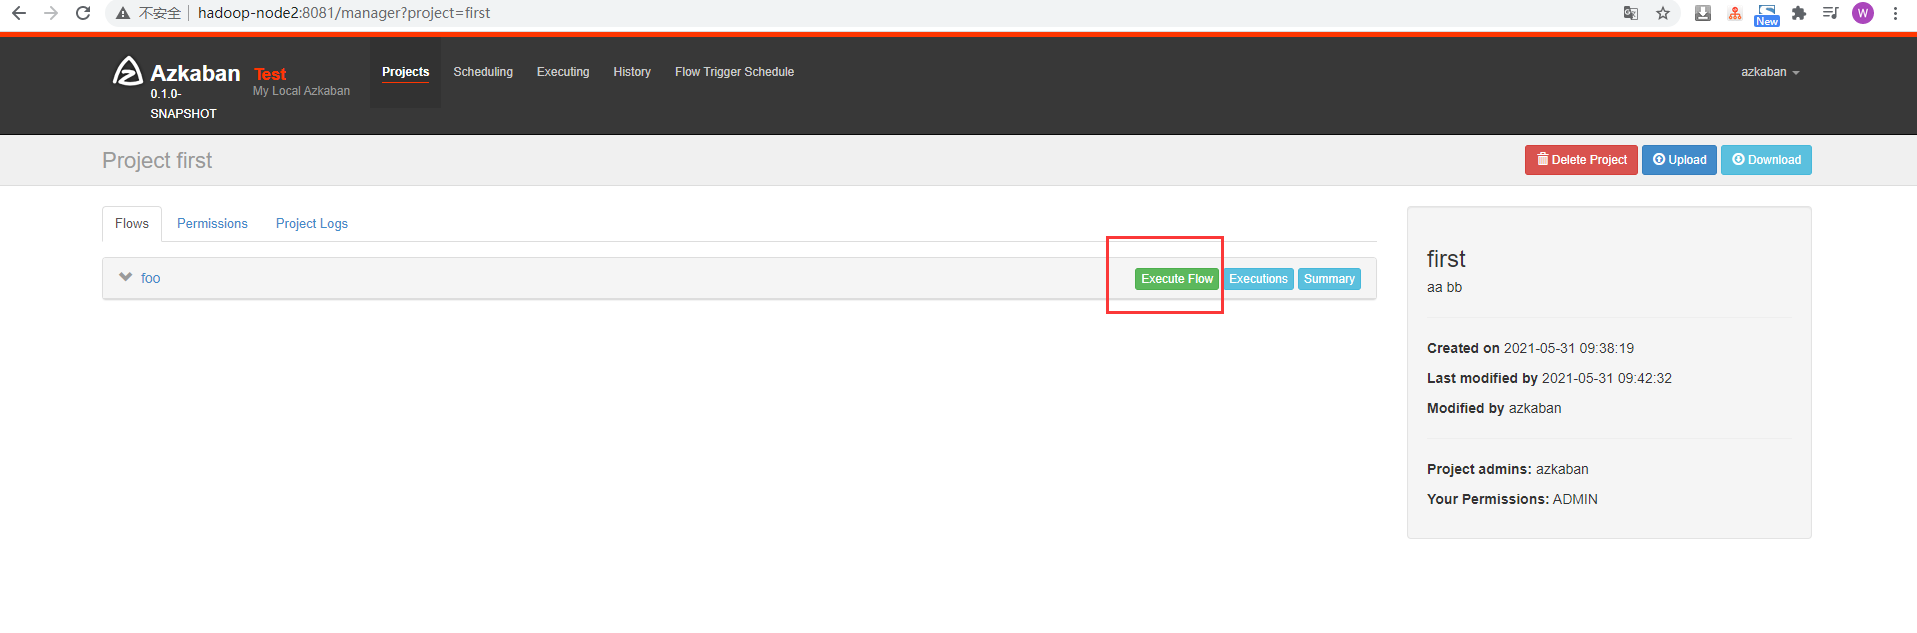 不安全 hadoop-node2:8081/manager?project=first
New
W
Azkaban
0.1.0-
SNAPSHOT
Test
My Local Azkaban
Projects Scheduling Executing History Flow Trigger Schedule azkaban
Project first
Delete Project Upload Download
Flows Permissions Project Logs
foo Execute Flow Executions Summary
first
aa bb
Created on 2021-05-31 09:38:19
Last modified by 2021-05-31 09:42:32
Modified by azkaban
Project admins: azkaban
Your Permissions: ADMIN